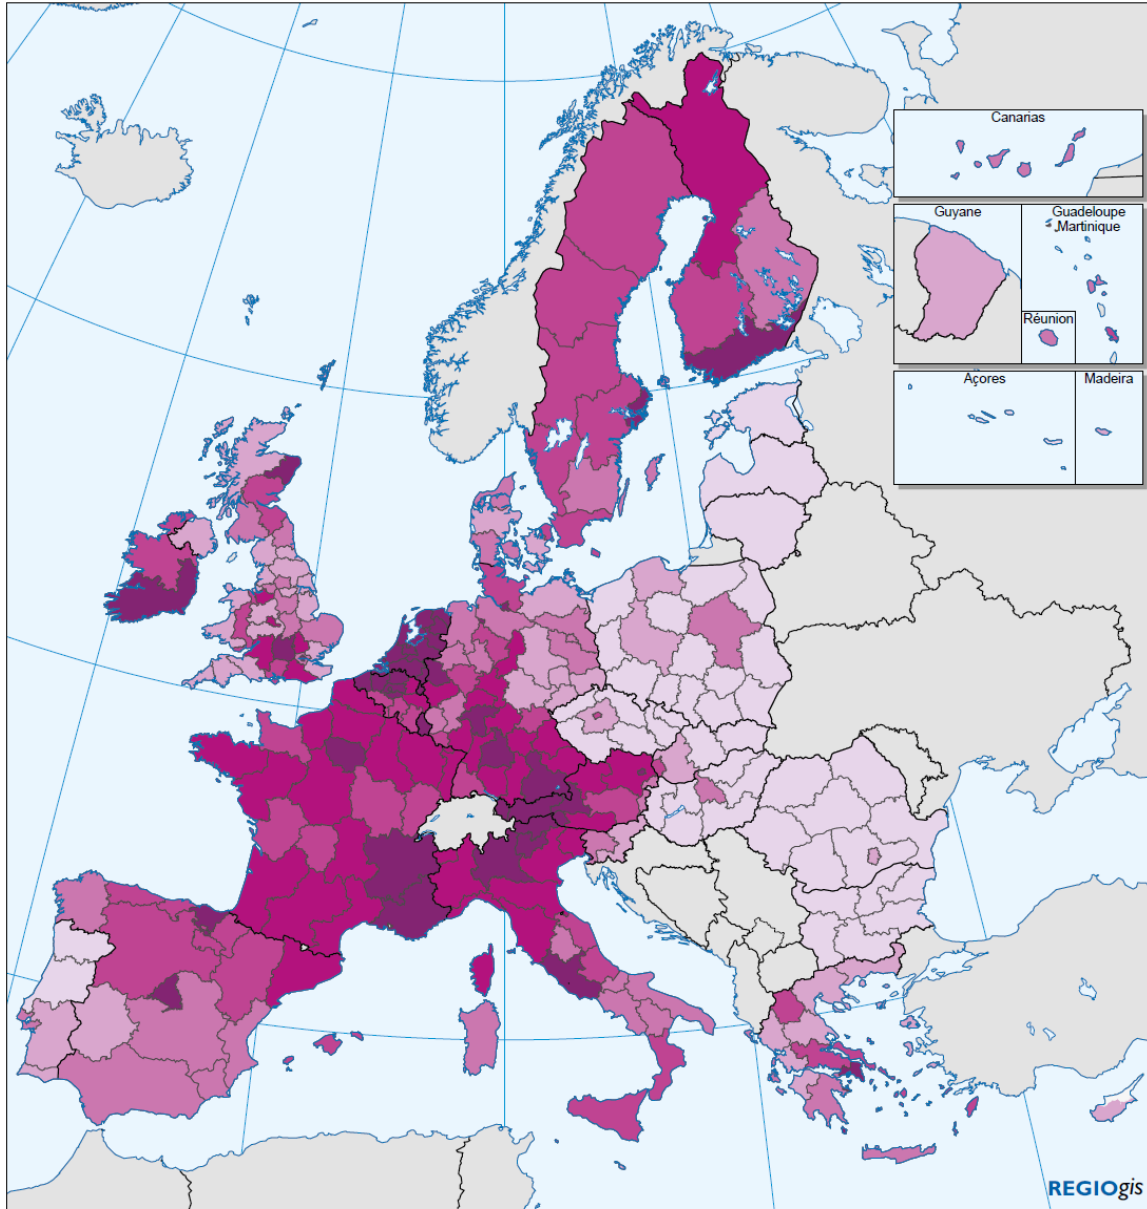 Canarias
Guyane
Guadeloupe
Martinique
Réunion
Açores
Madeira
REGIOgis